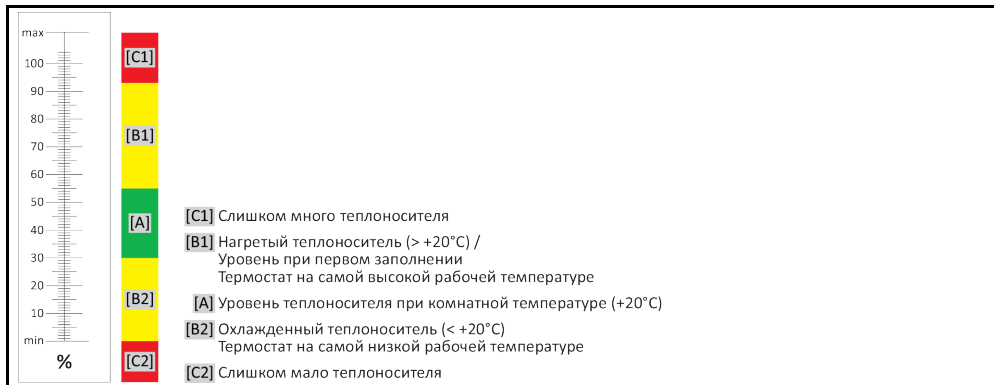 max
100
90
80
70
60
50
40
30
20
10
min
%
[C1]
[B1]
[A]
[B2]
[C2]
[C1] Слишком много теплоносителя
[B1] Нагретый теплоноситель (> +20°C) /
Уровень при первом заполнении
Термостат на самой высокой рабочей температуре
[A] Уровень теплоносителя при комнатной температуре (+20°C)
[B2] Охлажденный теплоноситель (< +20°C)
Термостат на самой низкой рабочей температуре
[C2] Слишком мало теплоносителя